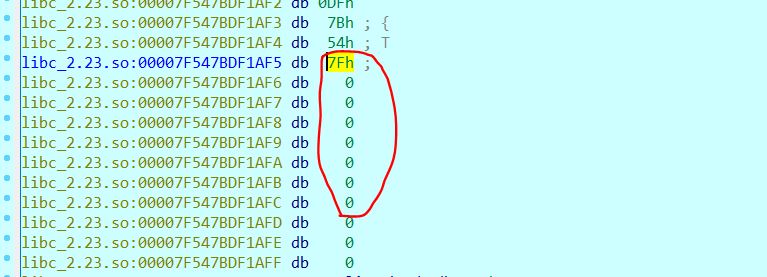 libc_2.23.so:00007F547BDF1AF2 db 0DFh
libc_2.23.so:00007F547BDF1AF3 db 7Bh ; {
libc_2.23.so:00007F547BDF1AF4 db 54h ; T
libc_2.23.so:00007F547BDF1AF5 db 7Fh ;
libc_2.23.so:00007F547BDF1AF6 db 0
libc_2.23.so:00007F547BDF1AF7 db 0
libc_2.23.so:00007F547BDF1AF8 db 0
libc_2.23.so:00007F547BDF1AF9 db 0
libc_2.23.so:00007F547BDF1AFA db 0
libc_2.23.so:00007F547BDF1AFB db 0
libc_2.23.so:00007F547BDF1AFC db 0
libc_2.23.so:00007F547BDF1AFD db 0
libc_2.23.so:00007F547BDF1AFE db 0
libc_2.23.so:00007F547BDF1AFF db 0